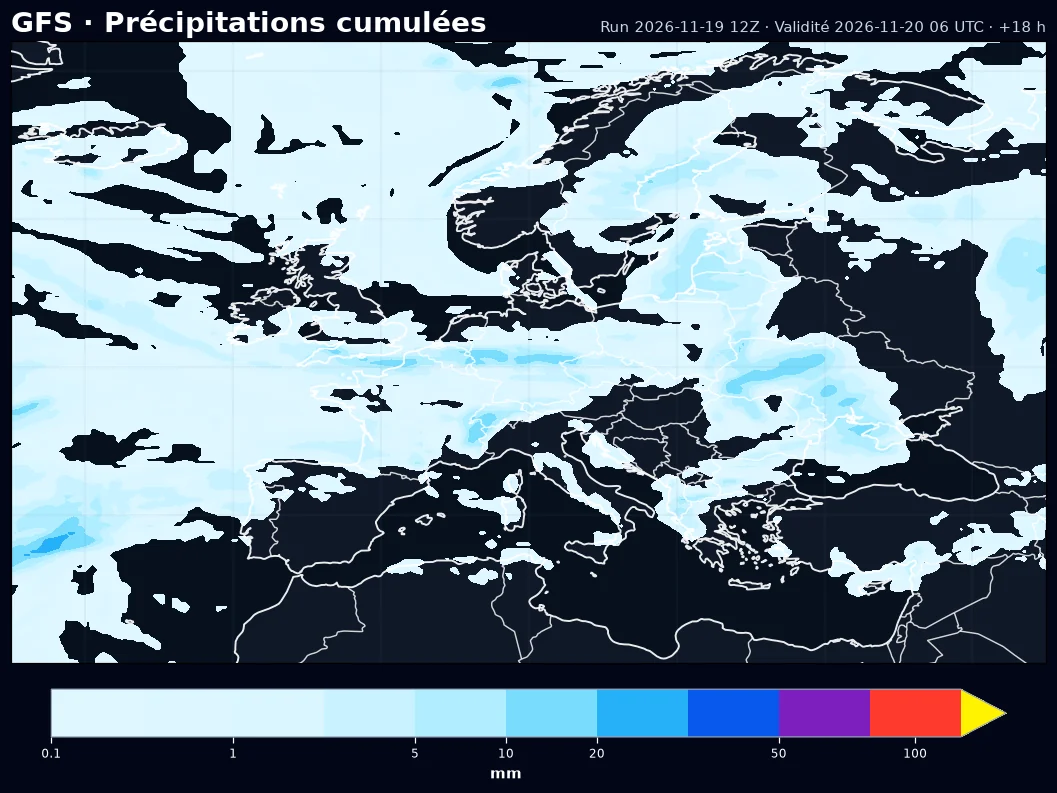 GFS · Précipitations cumulées
Run 2026-11-19 12Z · Validité 2026-11-20 06 UTC · +18 h
0.1 1 5 10 20 50 100
mm